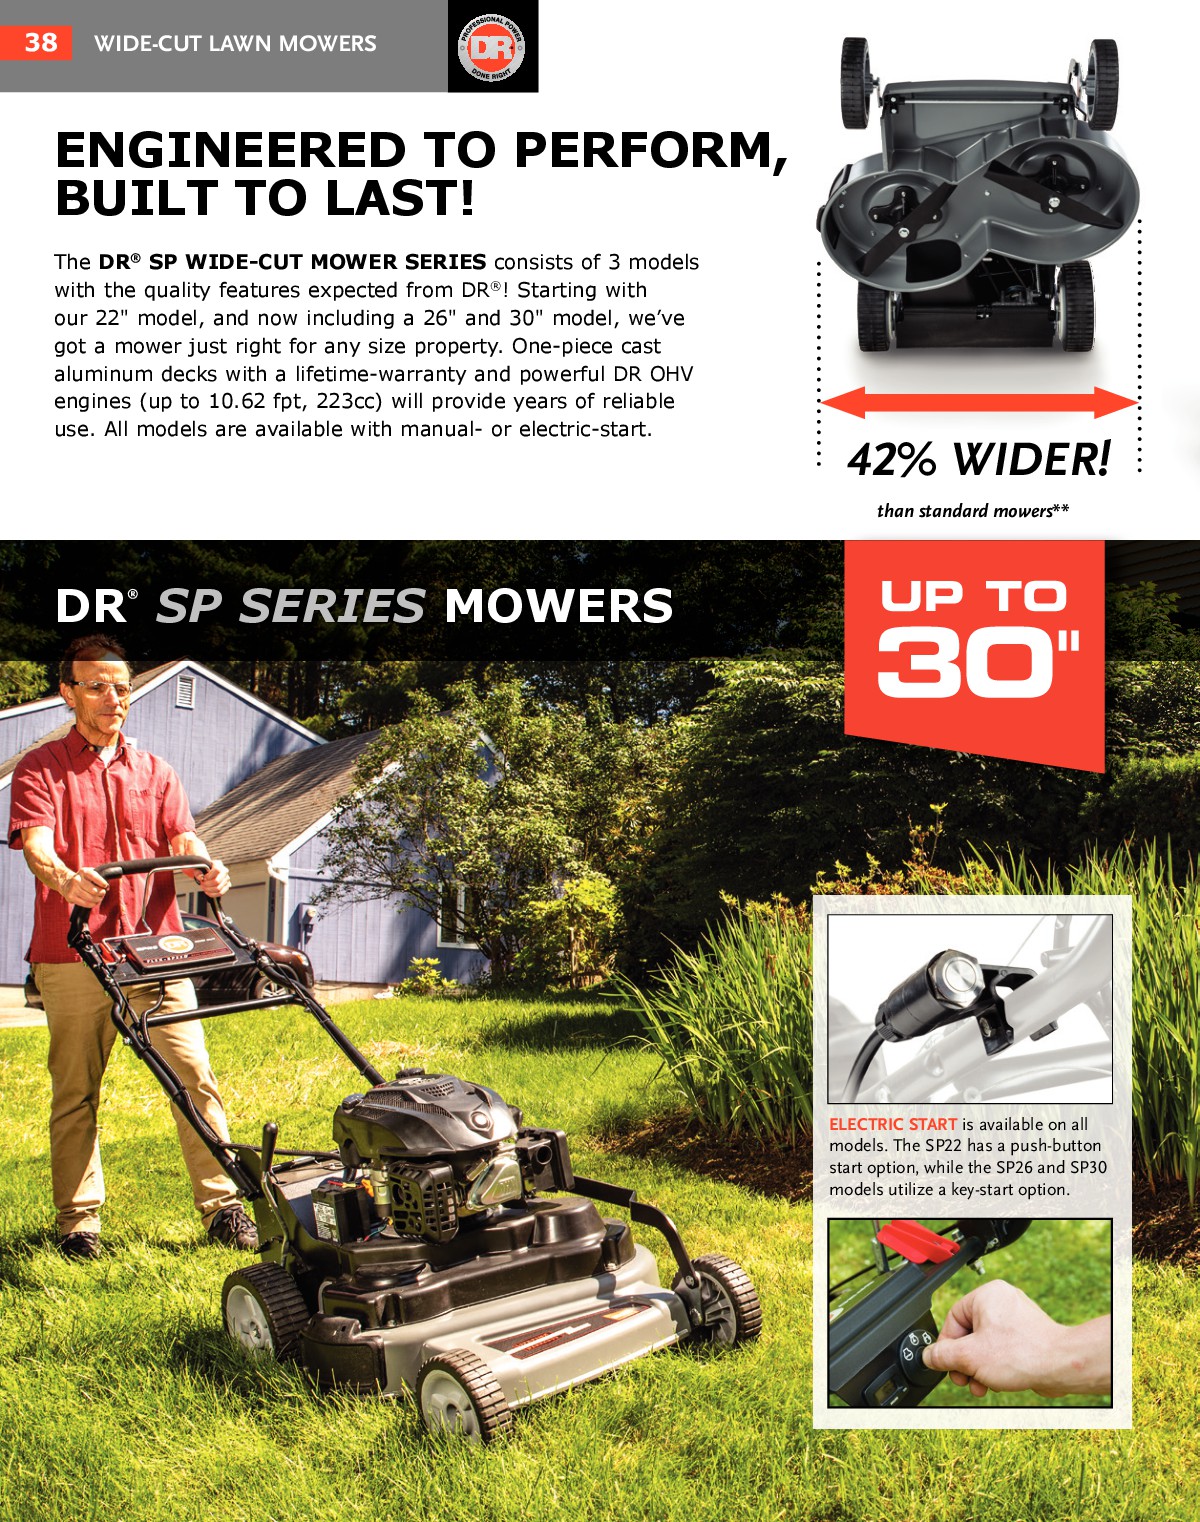 38
WIDE-CUT LAWN MOWERS
PROFESSIONAL POWER
DR
DONE RIGHT
ENGINEERED TO PERFORM,
BUILT TO LAST!
The DR® SP WIDE-CUT MOWER SERIES consists of 3 models
with the quality features expected from DR®! Starting with
our 22" model, and now including a 26" and 30" model, we’ve
got a mower just right for any size property. One-piece cast
aluminum decks with a lifetime-warranty and powerful DR OHV
engines (up to 10.62 fpt, 223cc) will provide years of reliable
use. All models are available with manual- or electric-start.
42% WIDER!
than standard mowers**
DR® SP SERIES MOWERS
UP TO
30"
DR
ELECTRIC START is available on all
models. The SP22 has a push-button
start option, while the SP26 and SP30
models utilize a key-start option.